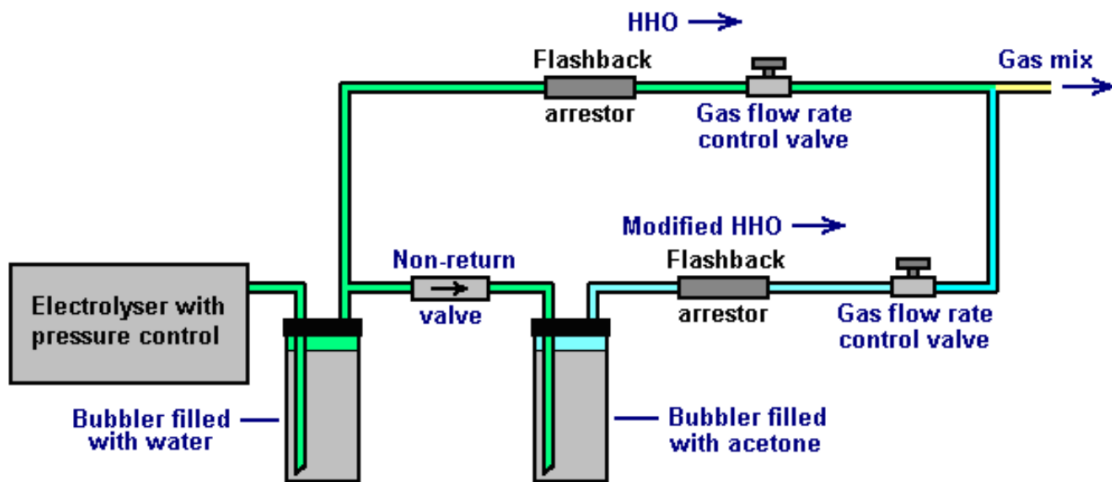 HHO
Gas mix
Flashback
arrestor
Gas flow rate
control valve
Modified HHO
Non-return
valve
Flashback
arrestor
Gas flow rate
control valve
Electrolyser with
pressure control
Bubbler filled
with water
Bubbler filled
with acetone